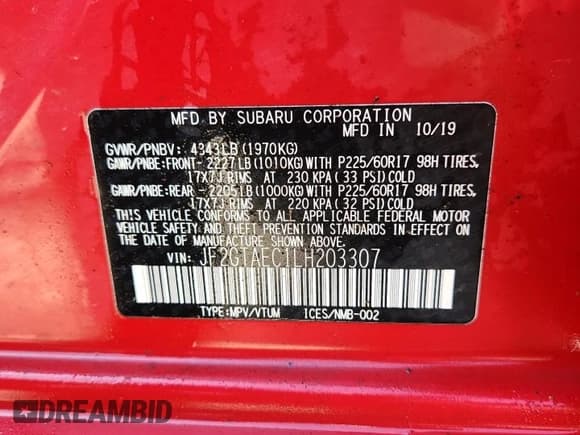 MFD BY SUBARU CORPORATION
MFD IN 10/19
GVWR/PNBV: 4343LB (1970KG)
GAWR/PNBE:FRONT- 2227LB(1010KG)WITH P225/60R17 98H TIRES,
17X7J RIMS AT 230 KPA (33 PSI)COLD
GAWR/PNBE:REAR - 2205LB(1000KG)WITH P225/60R17 98H TIRES,
17X7J RIMS AT 220 KPA (32 PSI)COLD
THIS VEHICLE CONFORMS TO ALL APPLICABLE FEDERAL MOTOR
VEHICLE SAFETY AND THEFT PREVENTION STANDARDS IN EFFECT
ON THE DATE OF MANUFACTURE SHOWN ABOVE.
VIN: JF2GTAEC1LH203307
TYPE:MPV/VTUM ICES/NMB-002
DREAMBID